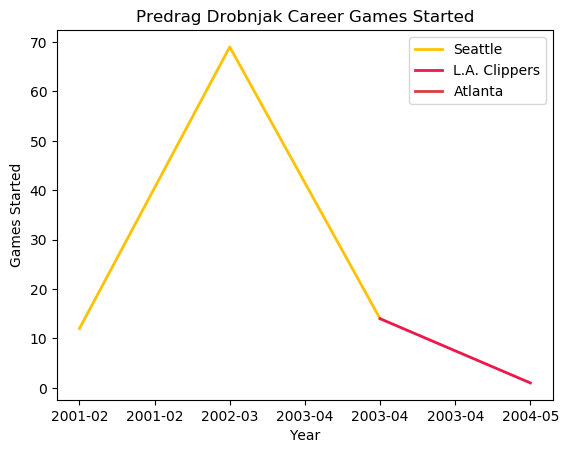 Predrag Drobnjak Career Games Started
Seattle
L.A. Clippers
Atlanta
Games Started
70
60
50
40
30
20
10
0
2001-02 2001-02 2002-03 2003-04 2003-04 2003-04 2004-05
Year